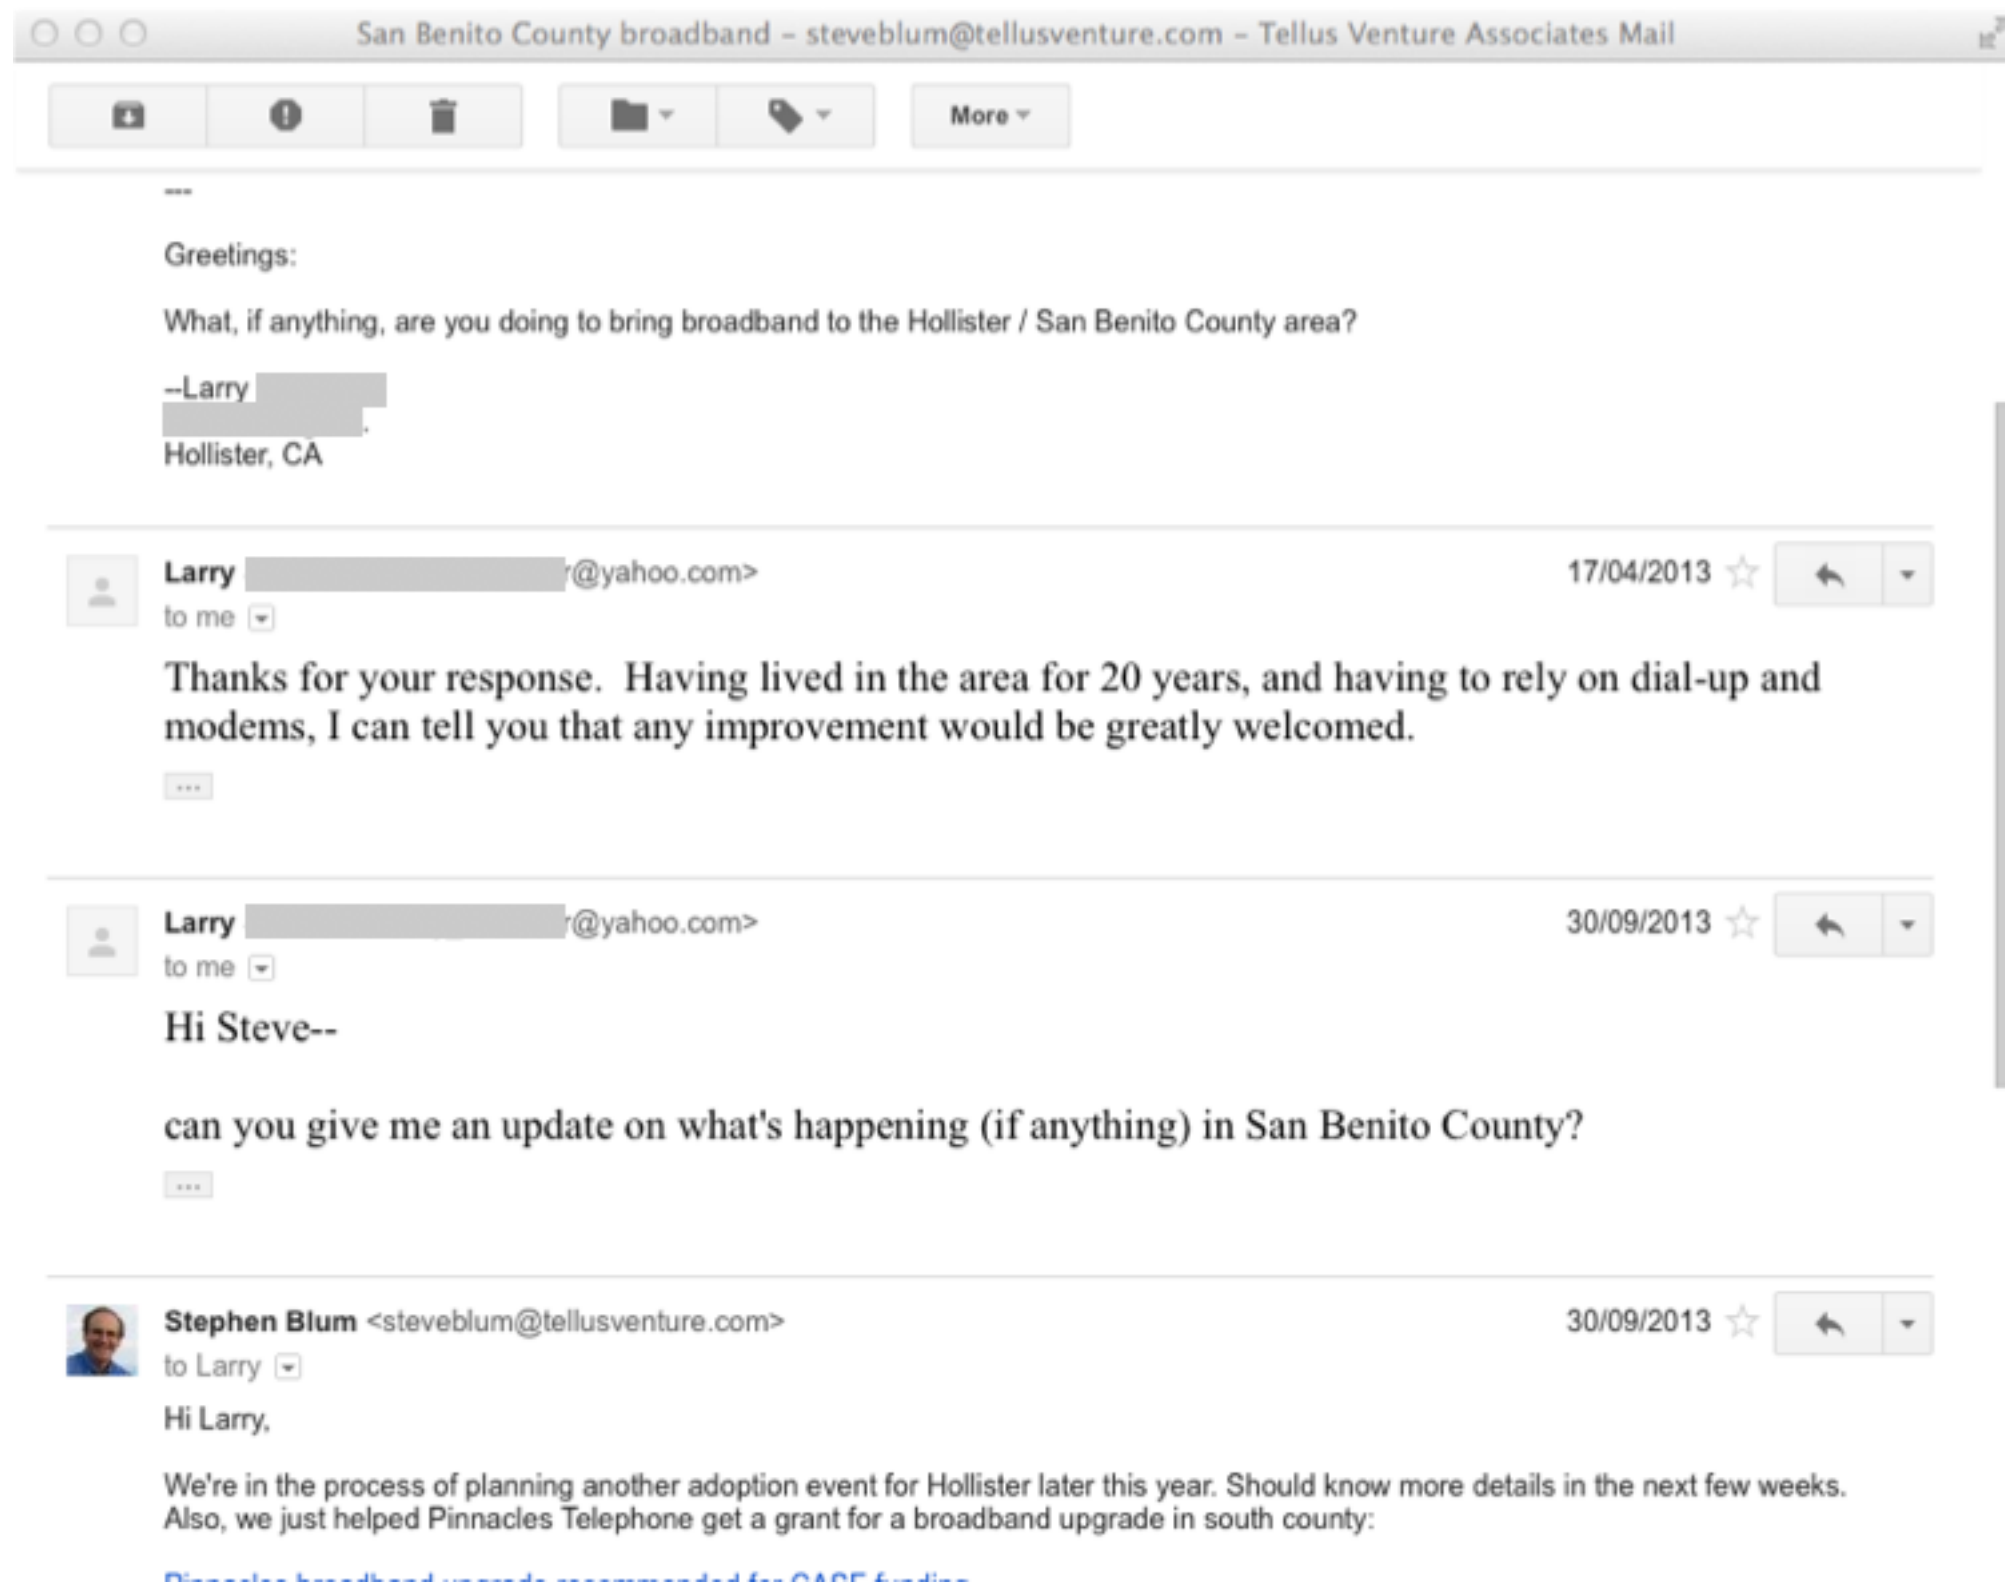 San Benito County broadband – steveblum@tellusventure.com – Tellus Venture Associates Mail
More
---
Greetings:
What, if anything, are you doing to bring broadband to the Hollister / San Benito County area?
--Larry
.
Hollister, CA
Larry r@yahoo.com> 17/04/2013
to me
Thanks for your response. Having lived in the area for 20 years, and having to rely on dial-up and
modems, I can tell you that any improvement would be greatly welcomed.
...
Larry r@yahoo.com> 30/09/2013
to me
Hi Steve--
can you give me an update on what's happening (if anything) in San Benito County?
...
Stephen Blum <steveblum@tellusventure.com> 30/09/2013
to Larry
Hi Larry,
We're in the process of planning another adoption event for Hollister later this year. Should know more details in the next few weeks.
Also, we just helped Pinnacles Telephone get a grant for a broadband upgrade in south county:
Pinnacles broadband upgrade recommended for CASF funding